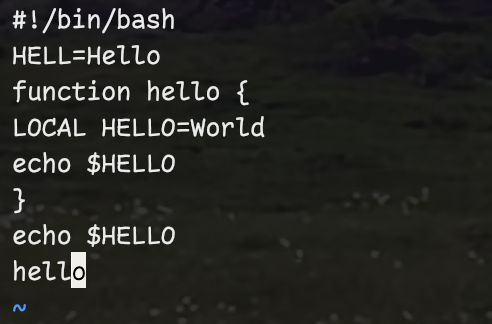 #!/bin/bash
HELL=Hello
function hello {
LOCAL HELLO=World
echo $HELLO
}
echo $HELLO
hello
~